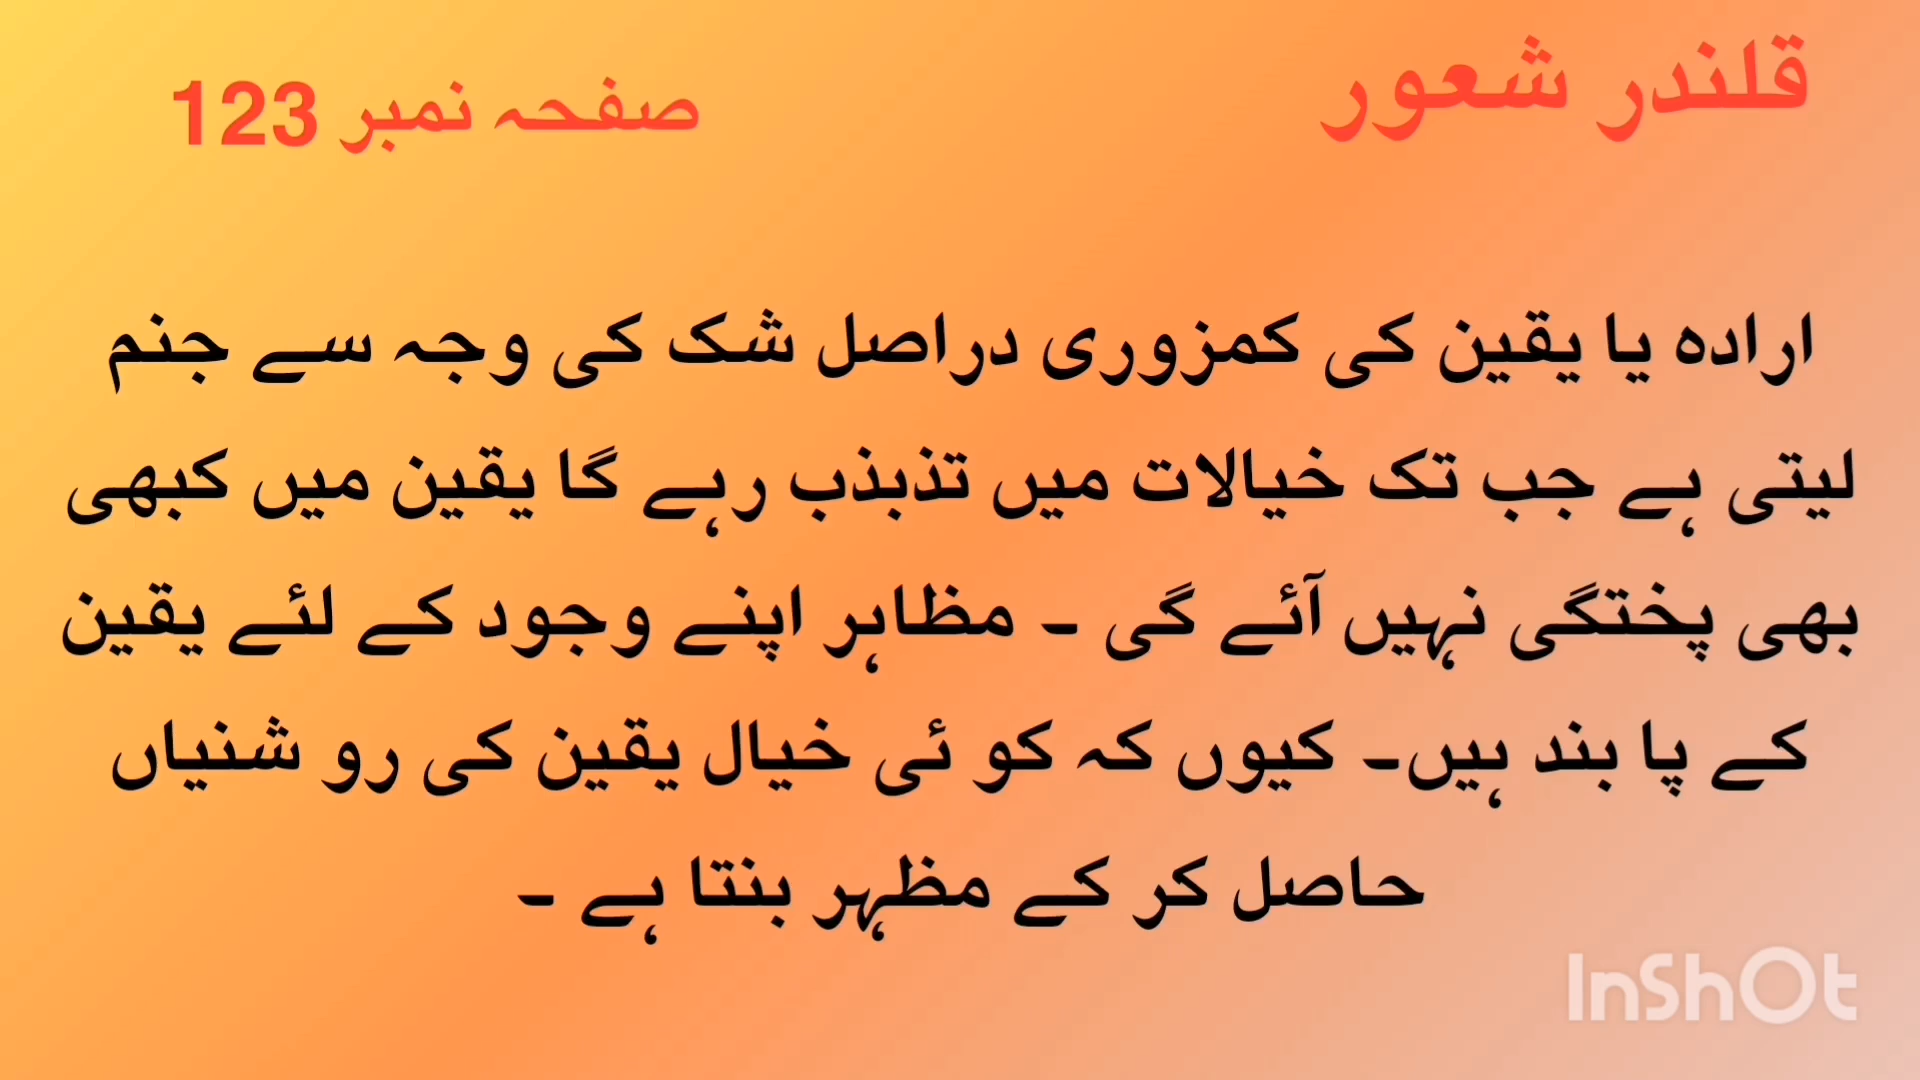 قلندر شعور
صفحہ نمبر 123
ارادہ یا یقین کی کمزوری دراصل شک کی وجہ سے جنم
لیتی ہے جب تک خیالات میں تذبذب رہے گا یقین میں کبھی
بھی پختگی نہیں آئے گی ۔ مظاہر اپنے وجود کے لئے یقین
کے پا بند ہیں۔ کیوں کہ کو ئی خیال یقین کی رو شنیاں
حاصل کر کے مظہر بنتا ہے ۔
InShOt